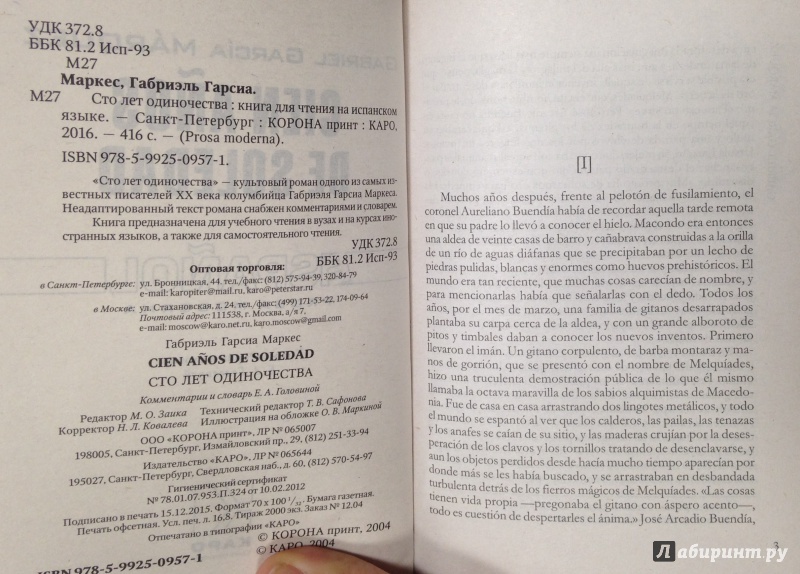 УДК 372.8
ББК 81.2 Исп-93
М27
Маркес, Габриэль Гарсиа.
М27 Сто лет одиночества : книга для чтения на испанском
языке. — Санкт-Петербург : КОРОНА принт : КАРО,
2016. — 416 с. — (Prosa moderna).
ISBN 978-5-9925-0957-1.
«Сто лет одиночества» — культовый роман одного из самых из-
вестных писателей XX века колумбийца Габриэля Гарсиа Маркеса.
Неадаптированный текст романа снабжен комментариями и словарем.
Книга предназначена для учебного чтения в вузах и на курсах ино-
странных языков, а также для самостоятельного чтения.
УДК 372.8
ББК 81.2 Исп-93
Оптовая торговля:
в Санкт-Петербурге: ул. Бронницкая, 44. тел./факс: (812) 575-94-39, 320-84-79
e-mail: karopiter@mail.ru, karo@peterstar.ru
в Москве: ул. Стахановская, д. 24, тел./факс: (499) 171-53-22, 174-09-64
Почтовый адрес: 111538, г. Москва, а/я 7,
e-mail: moscow@karo.net.ru, karo.moscow@gmail.com
Габриэль Гарсиа Маркес
CIEN AÑOS DE SOLEDAD
СТО ЛЕТ ОДИНОЧЕСТВА
Комментарии и словарь Е. А. Головиной
Редактор М. О. Заика Технический редактор Т. В. Сафонова
Корректор Н. Л. Ковалева Иллюстрация на обложке О. В. Маркиной
ООО «КОРОНА принт», ЛР № 065007
198005, Санкт-Петербург, Измайловский пр., д. 29, (812) 251-33-94
Издательство «КАРО», ЛР № 065644
195027, Санкт-Петербург, Свердловская наб., д. 60, (812) 570-54-97
Гигиенический сертификат
№ 78.01.07.953.П.324 от 10.02.2012
Подписано в печать 15.12.2015. Формат 70 x 100 1/32. Бумага газетная.
Печать офсетная. Усл. печ. л. 16,8. Тираж 2000 экз. Заказ № 12.04
Отпечатано в типографии «КАРО»
© КОРОНА принт, 2004
© КАРО, 2004
ISBN 978-5-9925-0957-1
[I]
Muchos años después, frente al pelotón de fusilamiento, el
coronel Aureliano Buendía había de recordar aquella tarde remota
en que su padre lo llevó a conocer el hielo. Macondo era entonces
una aldea de veinte casas de barro y cañabrava construidas a la orilla
de un río de aguas diáfanas que se precipitaban por un lecho de
piedras pulidas, blancas y enormes como huevos prehistóricos. El
mundo era tan reciente, que muchas cosas carecían de nombre, y
para mencionarlas había que señalarlas con el dedo. Todos los
años, por el mes de marzo, una familia de gitanos desarrapados
plantaba su carpa cerca de la aldea, y con un grande alboroto de
pitos y timbales daban a conocer los nuevos inventos. Primero
llevaron el imán. Un gitano corpulento, de barba montaraz y ma-
nos de gorrión, que se presentó con el nombre de Melquíades,
hizo una truculenta demostración pública de lo que él mismo
llamaba la octava maravilla de los sabios alquimistas de Macedo-
nia. Fue de casa en casa arrastrando dos lingotes metálicos, y todo
el mundo se espantó al ver que los calderos, las pailas, las tenazas
y los anafes se caían de su sitio, y las maderas crujían por la deses-
peración de los clavos y los tornillos tratando de desenclavarse, y
aun los objetos perdidos desde hacía mucho tiempo aparecían por
donde más se les había buscado, y se arrastraban en desbandada
turbulenta detrás de los fierros mágicos de Melquíades. «Las cosas
tienen vida propia —pregonaba el gitano con áspero acento—,
todo es cuestión de despertarles el ánima.» José Arcadio Buendía,
3
Лабиринт.ру